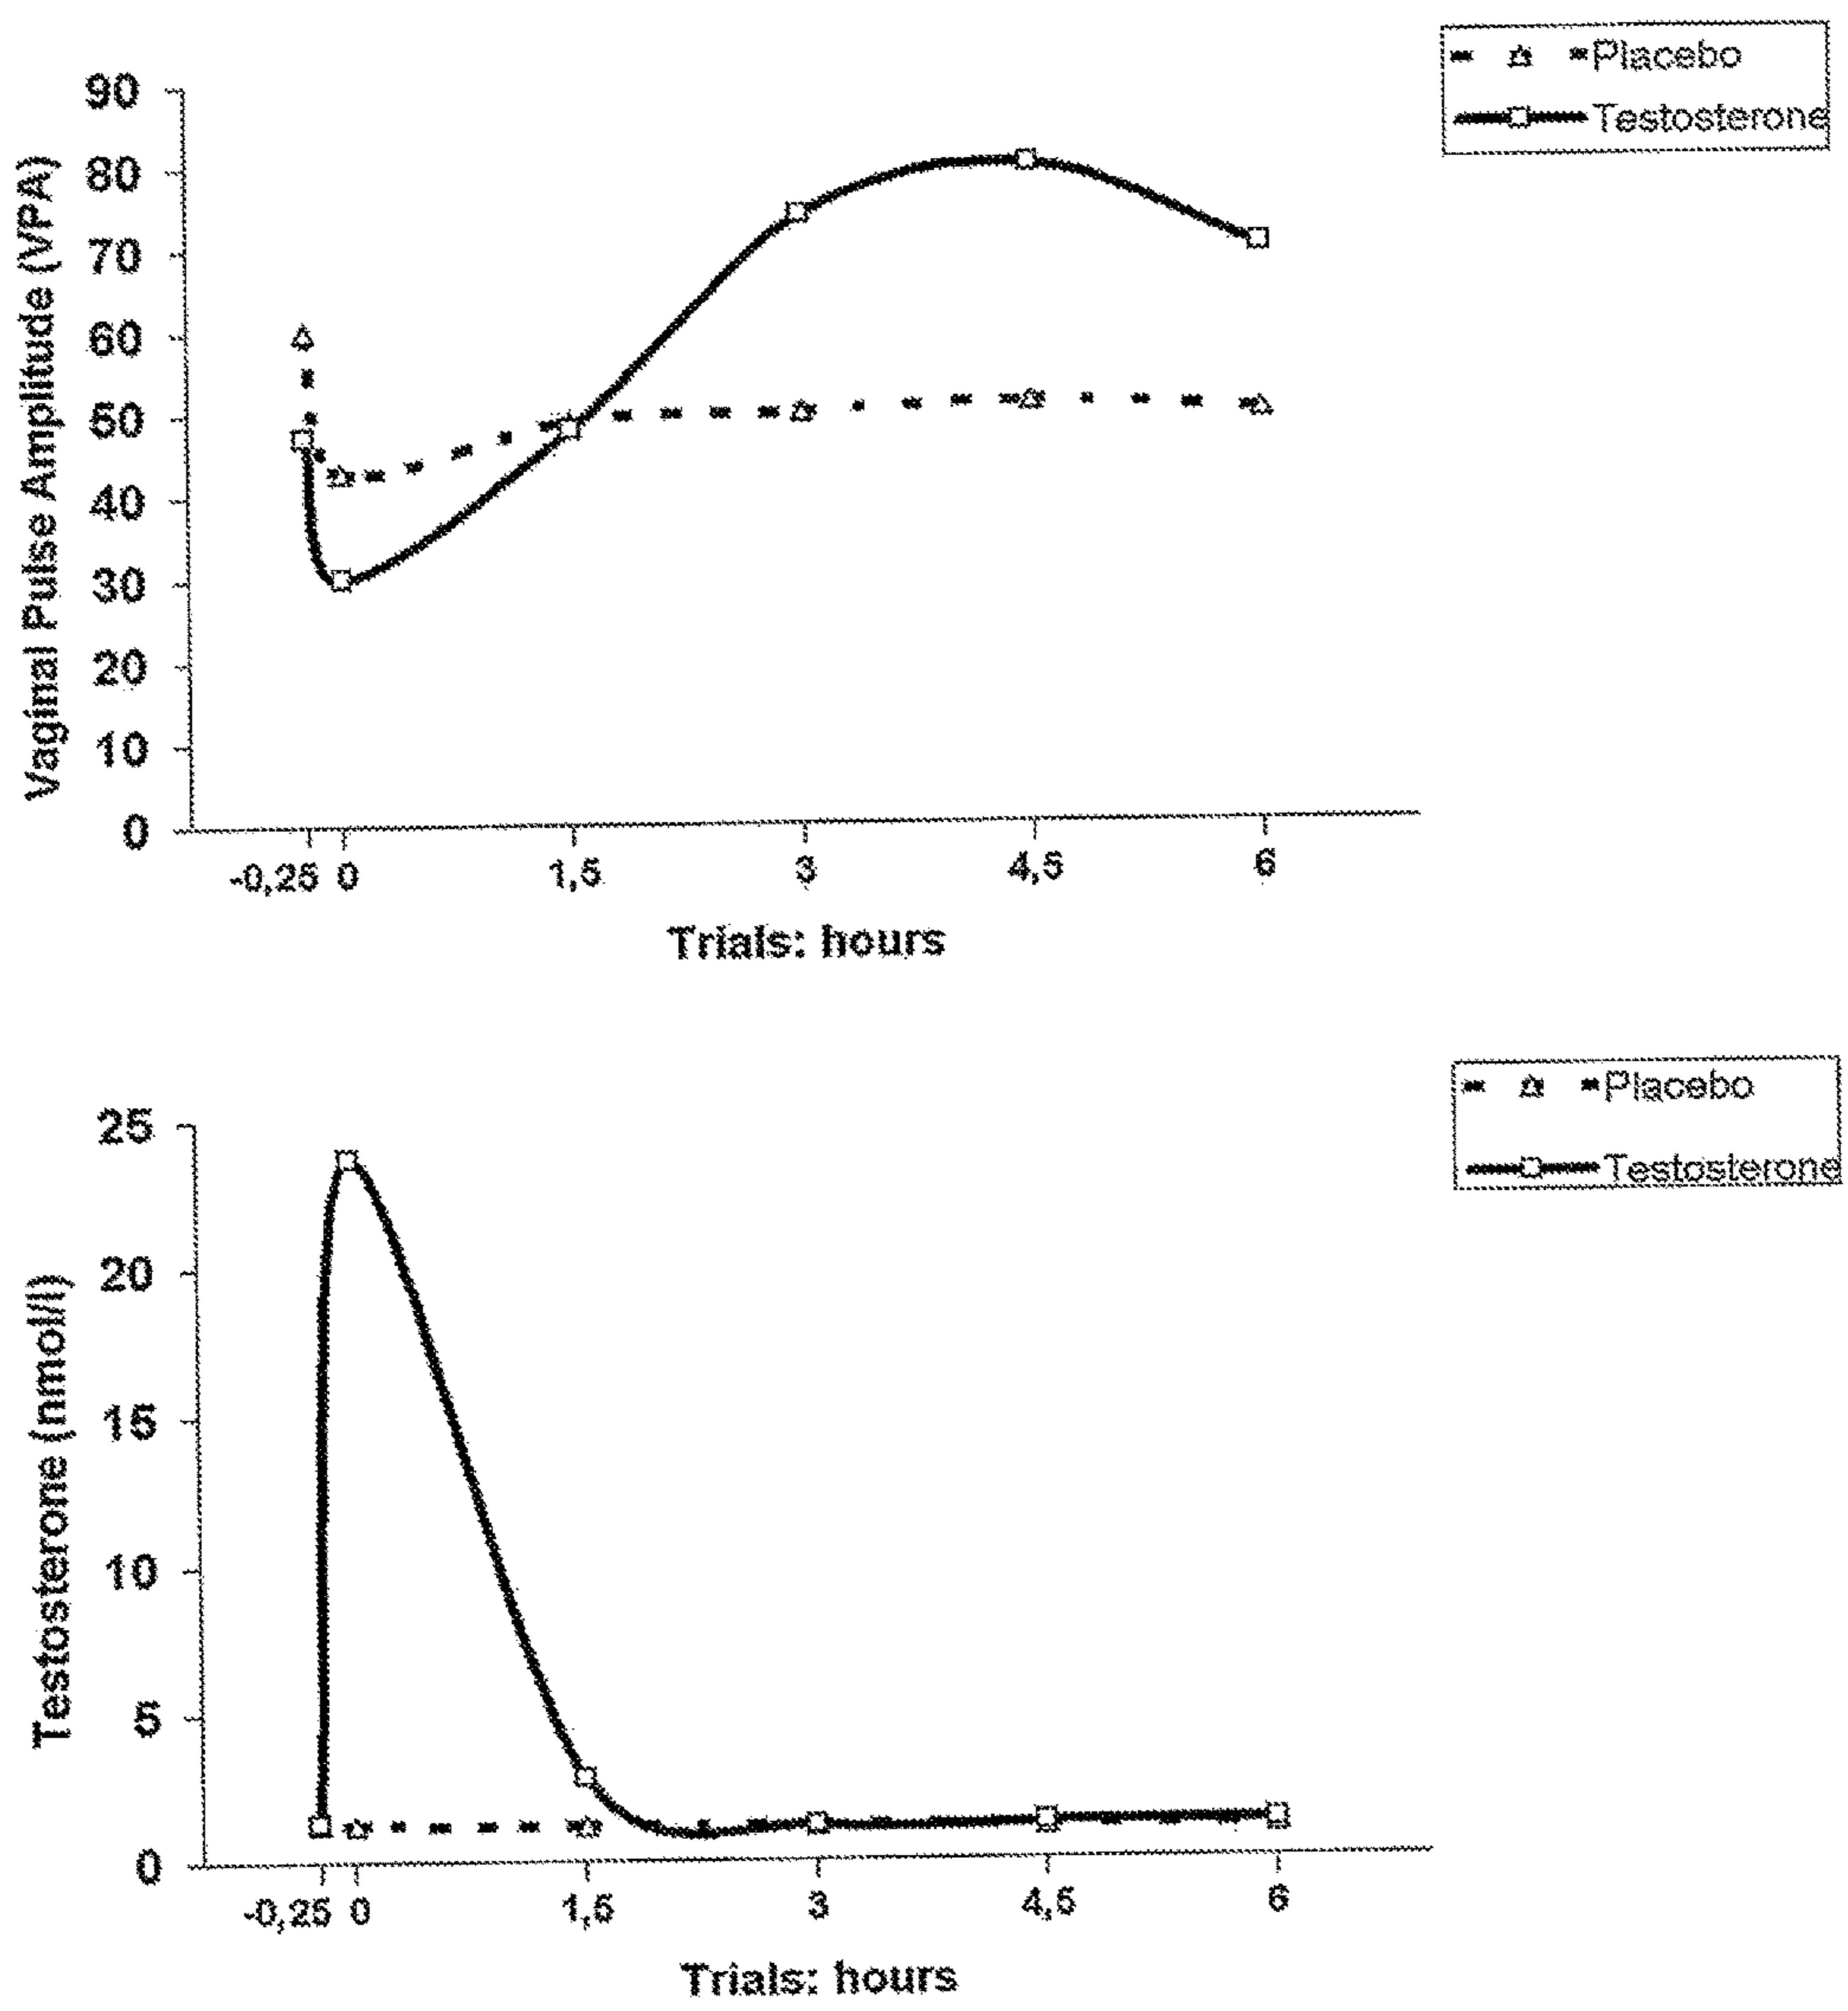 Placebo
Testosterone
Vaginal Pulse Amplitude (VPA)
90
80
70
60
50
40
30
20
10
0
-0,25 0 1,5 3 4,5 6
Trials: hours
Placebo
Testosterone
Testosterone (nmol/l)
25
20
15
10
5
0
-0,25 0 1,5 3 4,5 6
Trials: hours